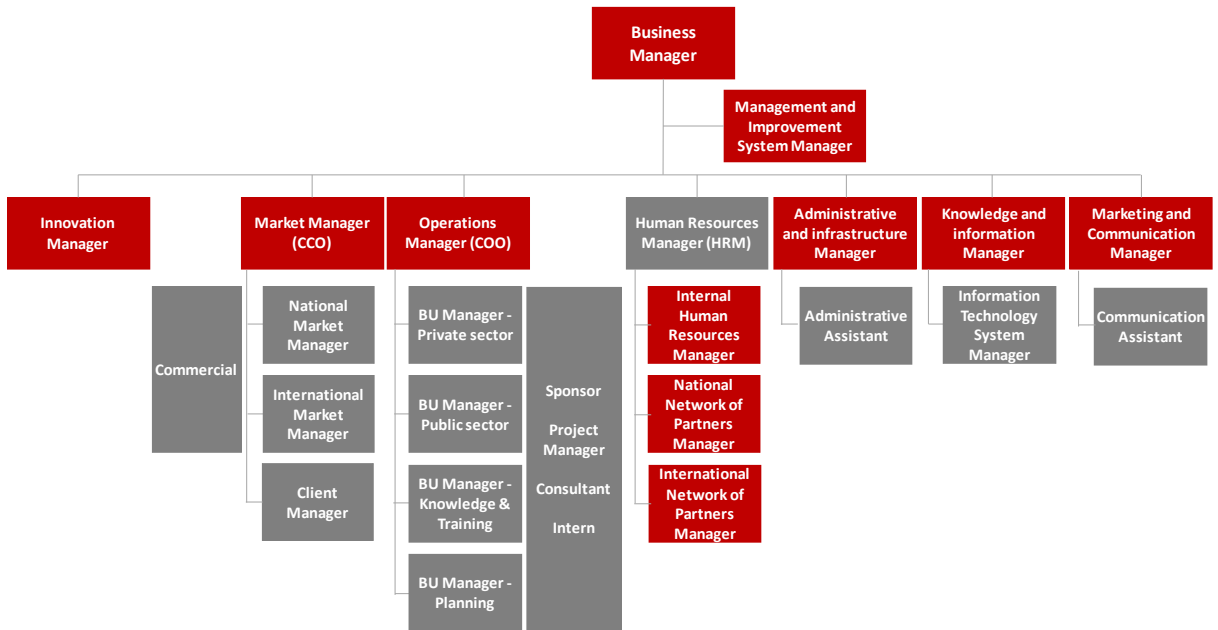 Business
Manager
Management and
Improvement
System Manager
Innovation
Manager
Market Manager
(CCO)
Operations
Manager (COO)
Human Resources
Manager (HRM)
Administrative
and infrastructure
Manager
Knowledge and
information
Manager
Marketing and
Communication
Manager
Commercial
National
Market
Manager
International
Market
Manager
Client
Manager
BU Manager -
Private sector
BU Manager -
Public sector
BU Manager -
Knowledge &
Training
BU Manager -
Planning
Sponsor
Project
Manager
Consultant
Intern
Internal
Human
Resources
Manager
National
Network of
Partners
Manager
International
Network of
Partners
Manager
Administrative
Assistant
Information
Technology
System
Manager
Communication
Assistant